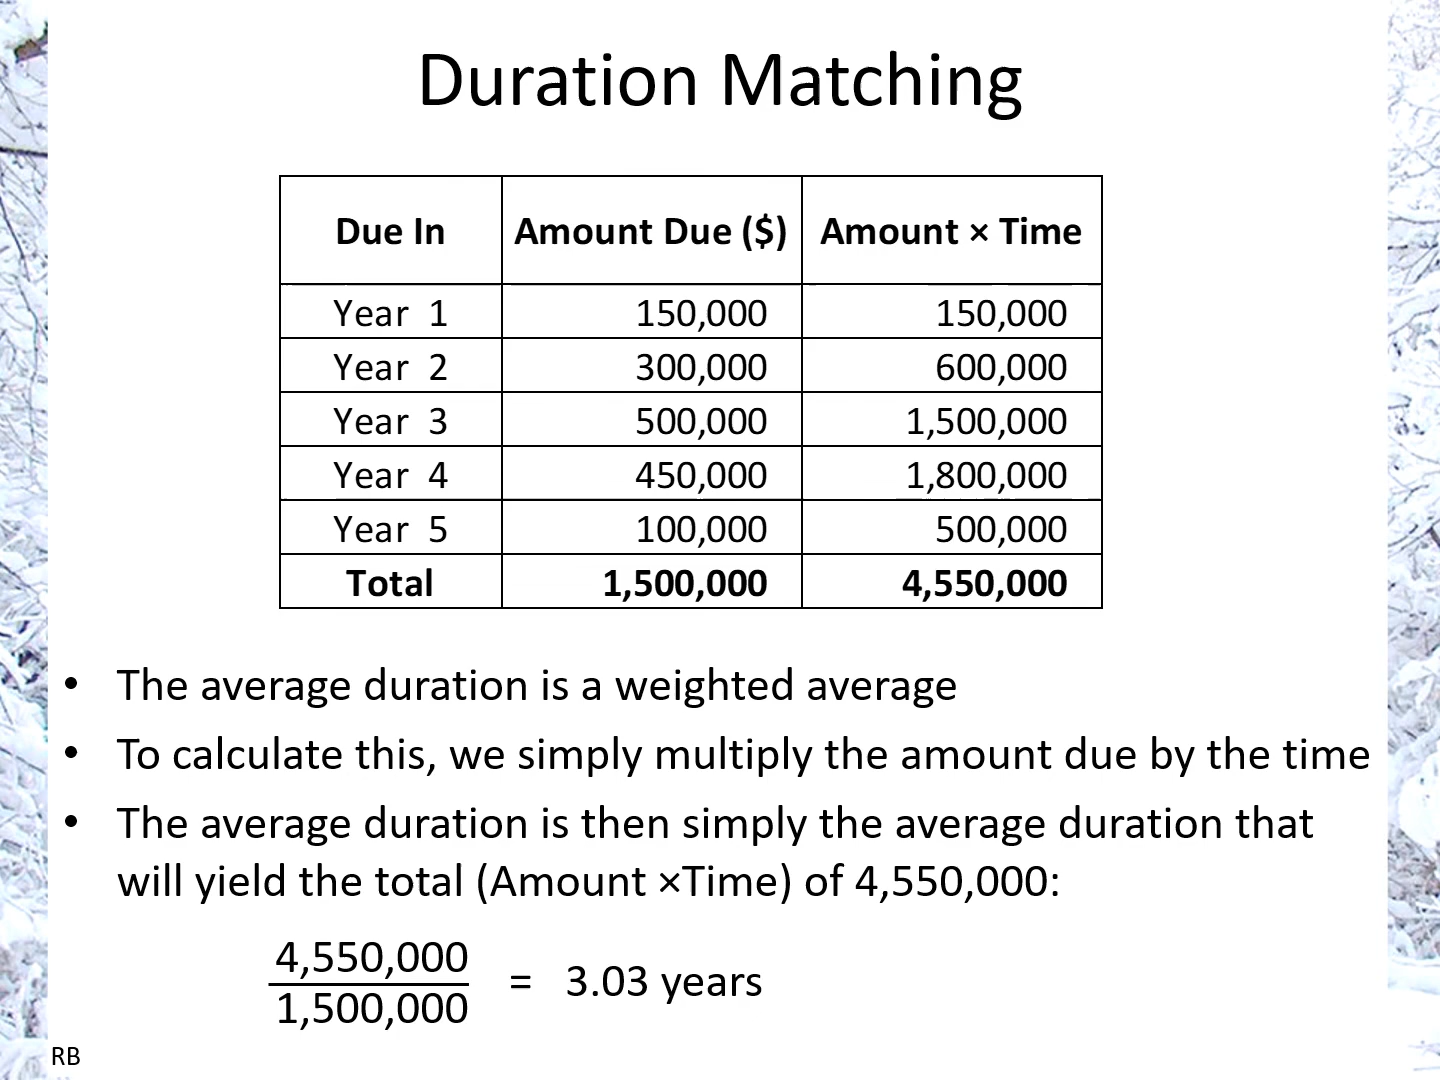 Duration Matching
Due In Amount Due ($) Amount × Time
Year 1 150,000 150,000
Year 2 300,000 600,000
Year 3 500,000 1,500,000
Year 4 450,000 1,800,000
Year 5 100,000 500,000
Total 1,500,000 4,550,000
• The average duration is a weighted average
• To calculate this, we simply multiply the amount due by the time
• The average duration is then simply the average duration that
will yield the total (Amount ×Time) of 4,550,000:
4,550,000
= 3.03 years
1,500,000
RB